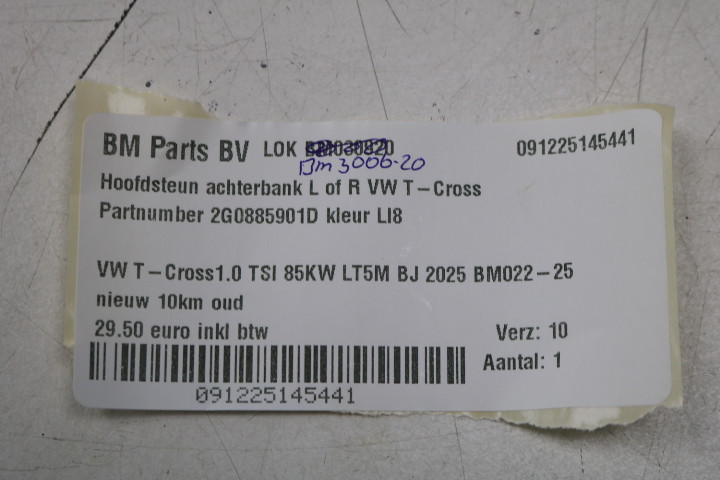 BM Parts BV LOK 091225145441
Bm 3006-20
Hoofdsteun achterbank L of R VW T-Cross
Partnumber 2G0885901D kleur LI8
VW T-Cross1.0 TSI 85KW LT5M BJ 2025 BM022-25
nieuw 10km oud
29.50 euro inkl btw Verz: 10
Aantal: 1
091225145441